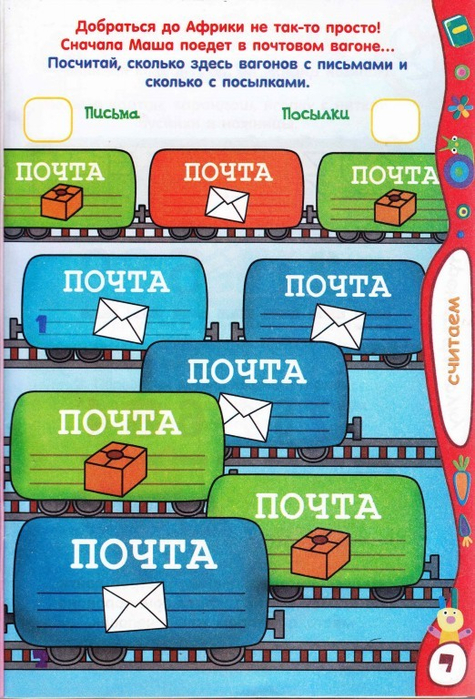 Добраться до Африки не так-то просто!
Сначала Маша поедет в почтовом вагоне...
Посчитай, сколько здесь вагонов с письмами и
сколько с посылками.
Письма
Посылки
ПОЧТА
ПОЧТА
ПОЧТА
ПОЧТА
ПОЧТА
1
ПОЧТА
считаем
ПОЧТА
ПОЧТА
ПОЧТА
7